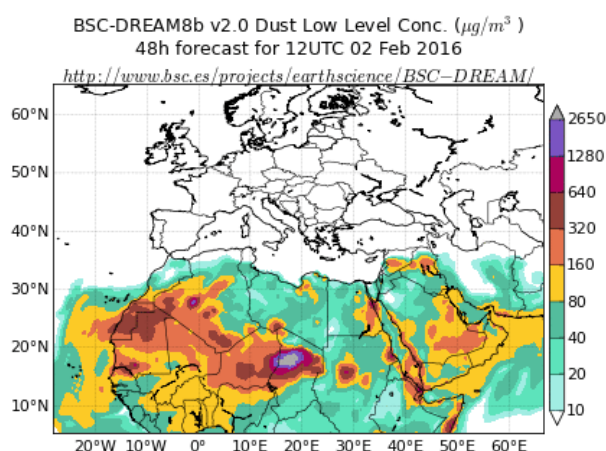 BSC-DREAM8b v2.0 Dust Low Level Conc. (μg/m³ )
48h forecast for 12UTC 02 Feb 2016
http://www.bsc.es/projects/earthscience/BSC−DREAM/
60°N
50°N
40°N
30°N
20°N
10°N
20°W 10°W 0° 10°E 20°E 30°E 40°E 50°E 60°E
2650
1280
640
320
160
80
40
20
10